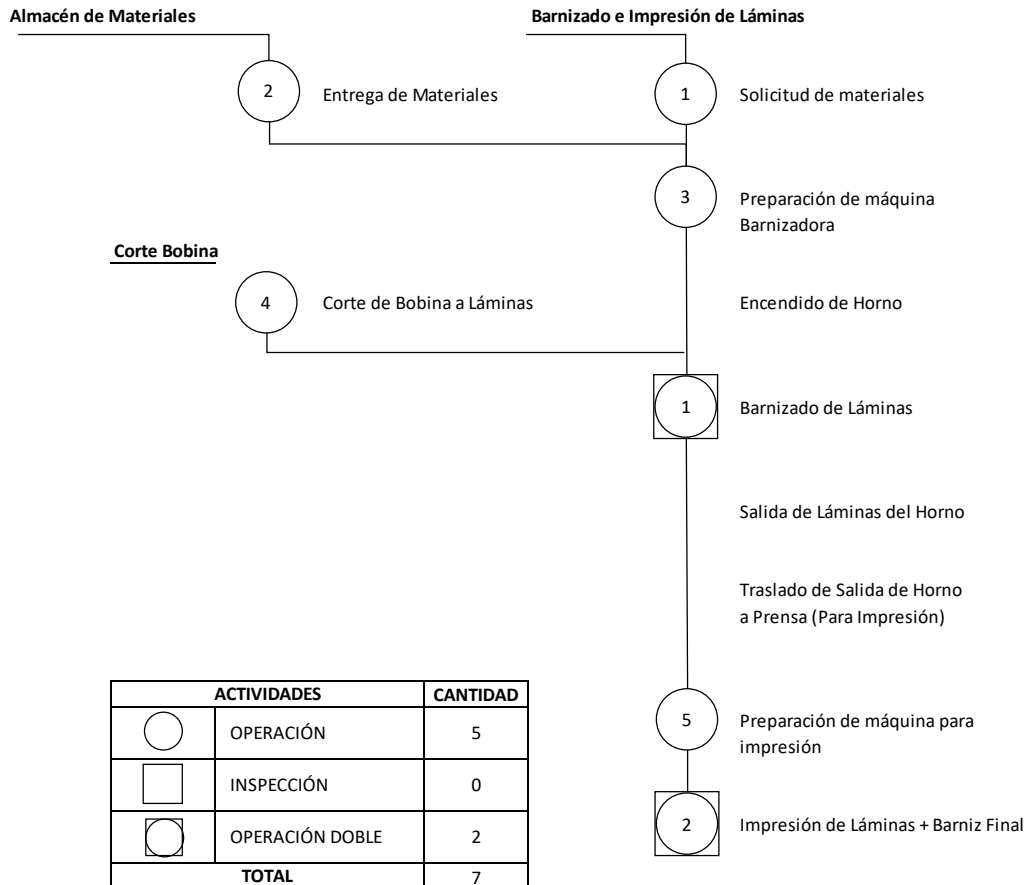 Almacén de Materiales
Barnizado e Impresión de Láminas
2
Entrega de Materiales
1
Solicitud de materiales
3
Preparación de máquina
Barnizadora
Corte Bobina
4
Corte de Bobina a Láminas
Encendido de Horno
1
Barnizado de Láminas
Salida de Láminas del Horno
Traslado de Salida de Horno
a Prensa (Para Impresión)
5
Preparación de máquina para
impresión
2
Impresión de Láminas + Barniz Final
ACTIVIDADES CANTIDAD
OPERACIÓN 5
INSPECCIÓN 0
OPERACIÓN DOBLE 2
TOTAL 7